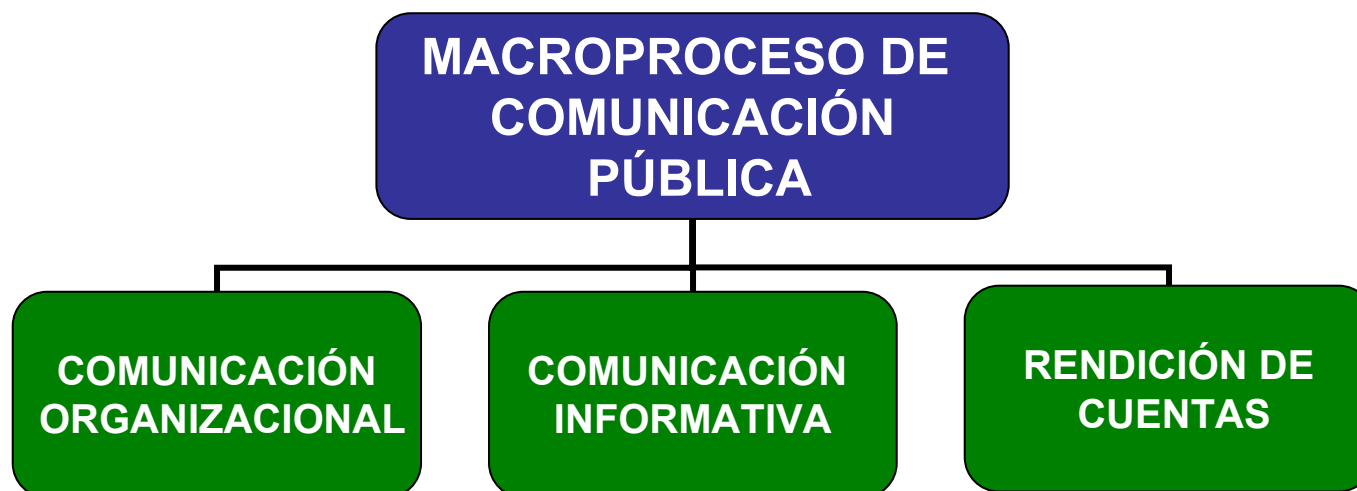 MACROPROCESO DE
COMUNICACIÓN
PÚBLICA
COMUNICACIÓN
ORGANIZACIONAL
COMUNICACIÓN
INFORMATIVA
RENDICIÓN DE
CUENTAS